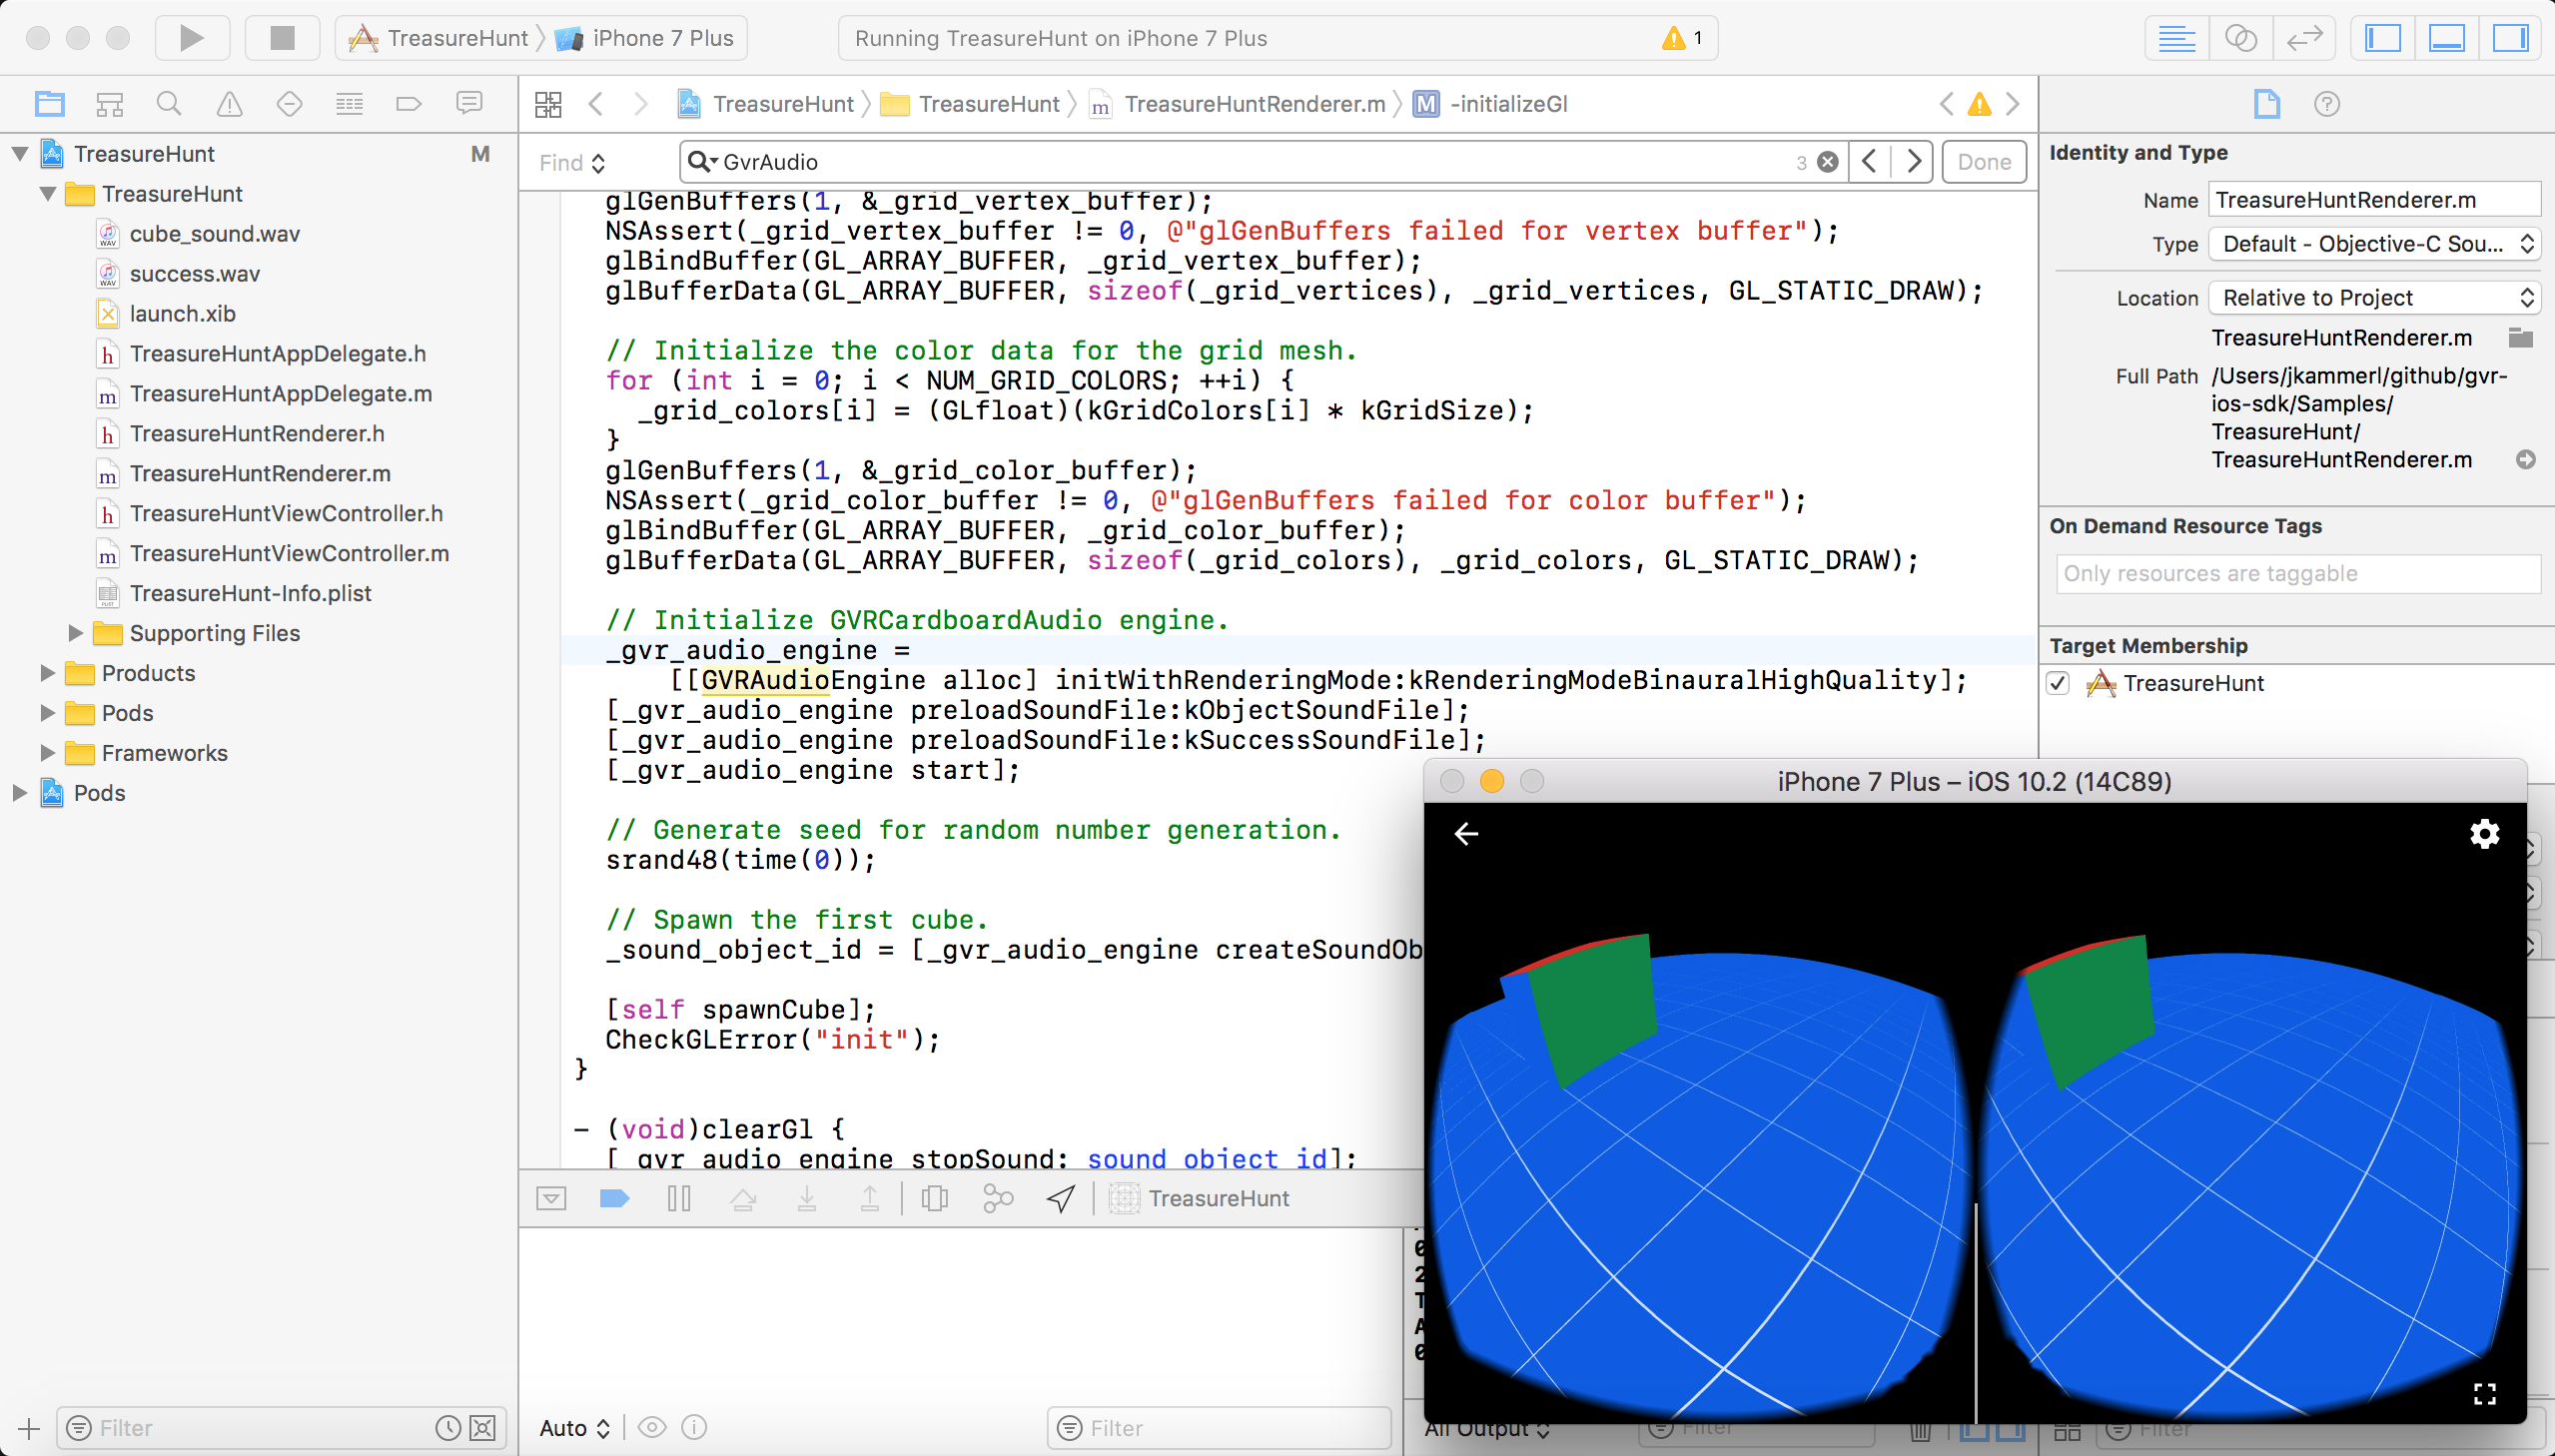 TreasureHunt
iPhone 7 Plus
Running TreasureHunt on iPhone 7 Plus
1
TreasureHunt
M
TreasureHunt
cube_sound.wav
success.wav
launch.xib
TreasureHuntAppDelegate.h
TreasureHuntAppDelegate.m
TreasureHuntRenderer.h
TreasureHuntRenderer.m
TreasureHuntViewController.h
TreasureHuntViewController.m
TreasureHunt-Info.plist
Supporting Files
Products
Pods
Frameworks
Pods
Filter
TreasureHunt
TreasureHunt
m TreasureHuntRenderer.m
M -initializeGl
Find
GvrAudio
3
Done
glGenBuffers(1, &_grid_vertex_buffer);
NSAssert(_grid_vertex_buffer != 0, @"glGenBuffers failed for vertex buffer");
glBindBuffer(GL_ARRAY_BUFFER, _grid_vertex_buffer);
glBufferData(GL_ARRAY_BUFFER, sizeof(_grid_vertices), _grid_vertices, GL_STATIC_DRAW);
// Initialize the color data for the grid mesh.
for (int i = 0; i < NUM_GRID_COLORS; ++i) {
_grid_colors[i] = (GLfloat)(kGridColors[i] * kGridSize);
}
glGenBuffers(1, &_grid_color_buffer);
NSAssert(_grid_color_buffer != 0, @"glGenBuffers failed for color buffer");
glBindBuffer(GL_ARRAY_BUFFER, _grid_color_buffer);
glBufferData(GL_ARRAY_BUFFER, sizeof(_grid_colors), _grid_colors, GL_STATIC_DRAW);
// Initialize GVRCardboardAudio engine.
_gvr_audio_engine =
[[GVRAudioEngine alloc] initWithRenderingMode:kRenderingModeBinauralHighQuality];
[_gvr_audio_engine preloadSoundFile:kObjectSoundFile];
[_gvr_audio_engine preloadSoundFile:kSuccessSoundFile];
[_gvr_audio_engine start];
// Generate seed for random number generation.
srand48(time(0));
// Spawn the first cube.
_sound_object_id = [_gvr_audio_engine createSoundOb
[self spawnCube];
CheckGLError("init");
}
- (void)clearGl {
[_gvr_audio_engine stopSound:_sound_object_id];
TreasureHunt
Auto
Filter
All Output
Filter
Filter
Identity and Type
Name TreasureHuntRenderer.m
Type Default - Objective-C Sou...
Location Relative to Project
TreasureHuntRenderer.m
Full Path /Users/jkammerl/github/gvr-
ios-sdk/Samples/
TreasureHunt/
TreasureHuntRenderer.m
On Demand Resource Tags
Only resources are taggable
Target Membership
TreasureHunt
iPhone 7 Plus – iOS 10.2 (14C89)